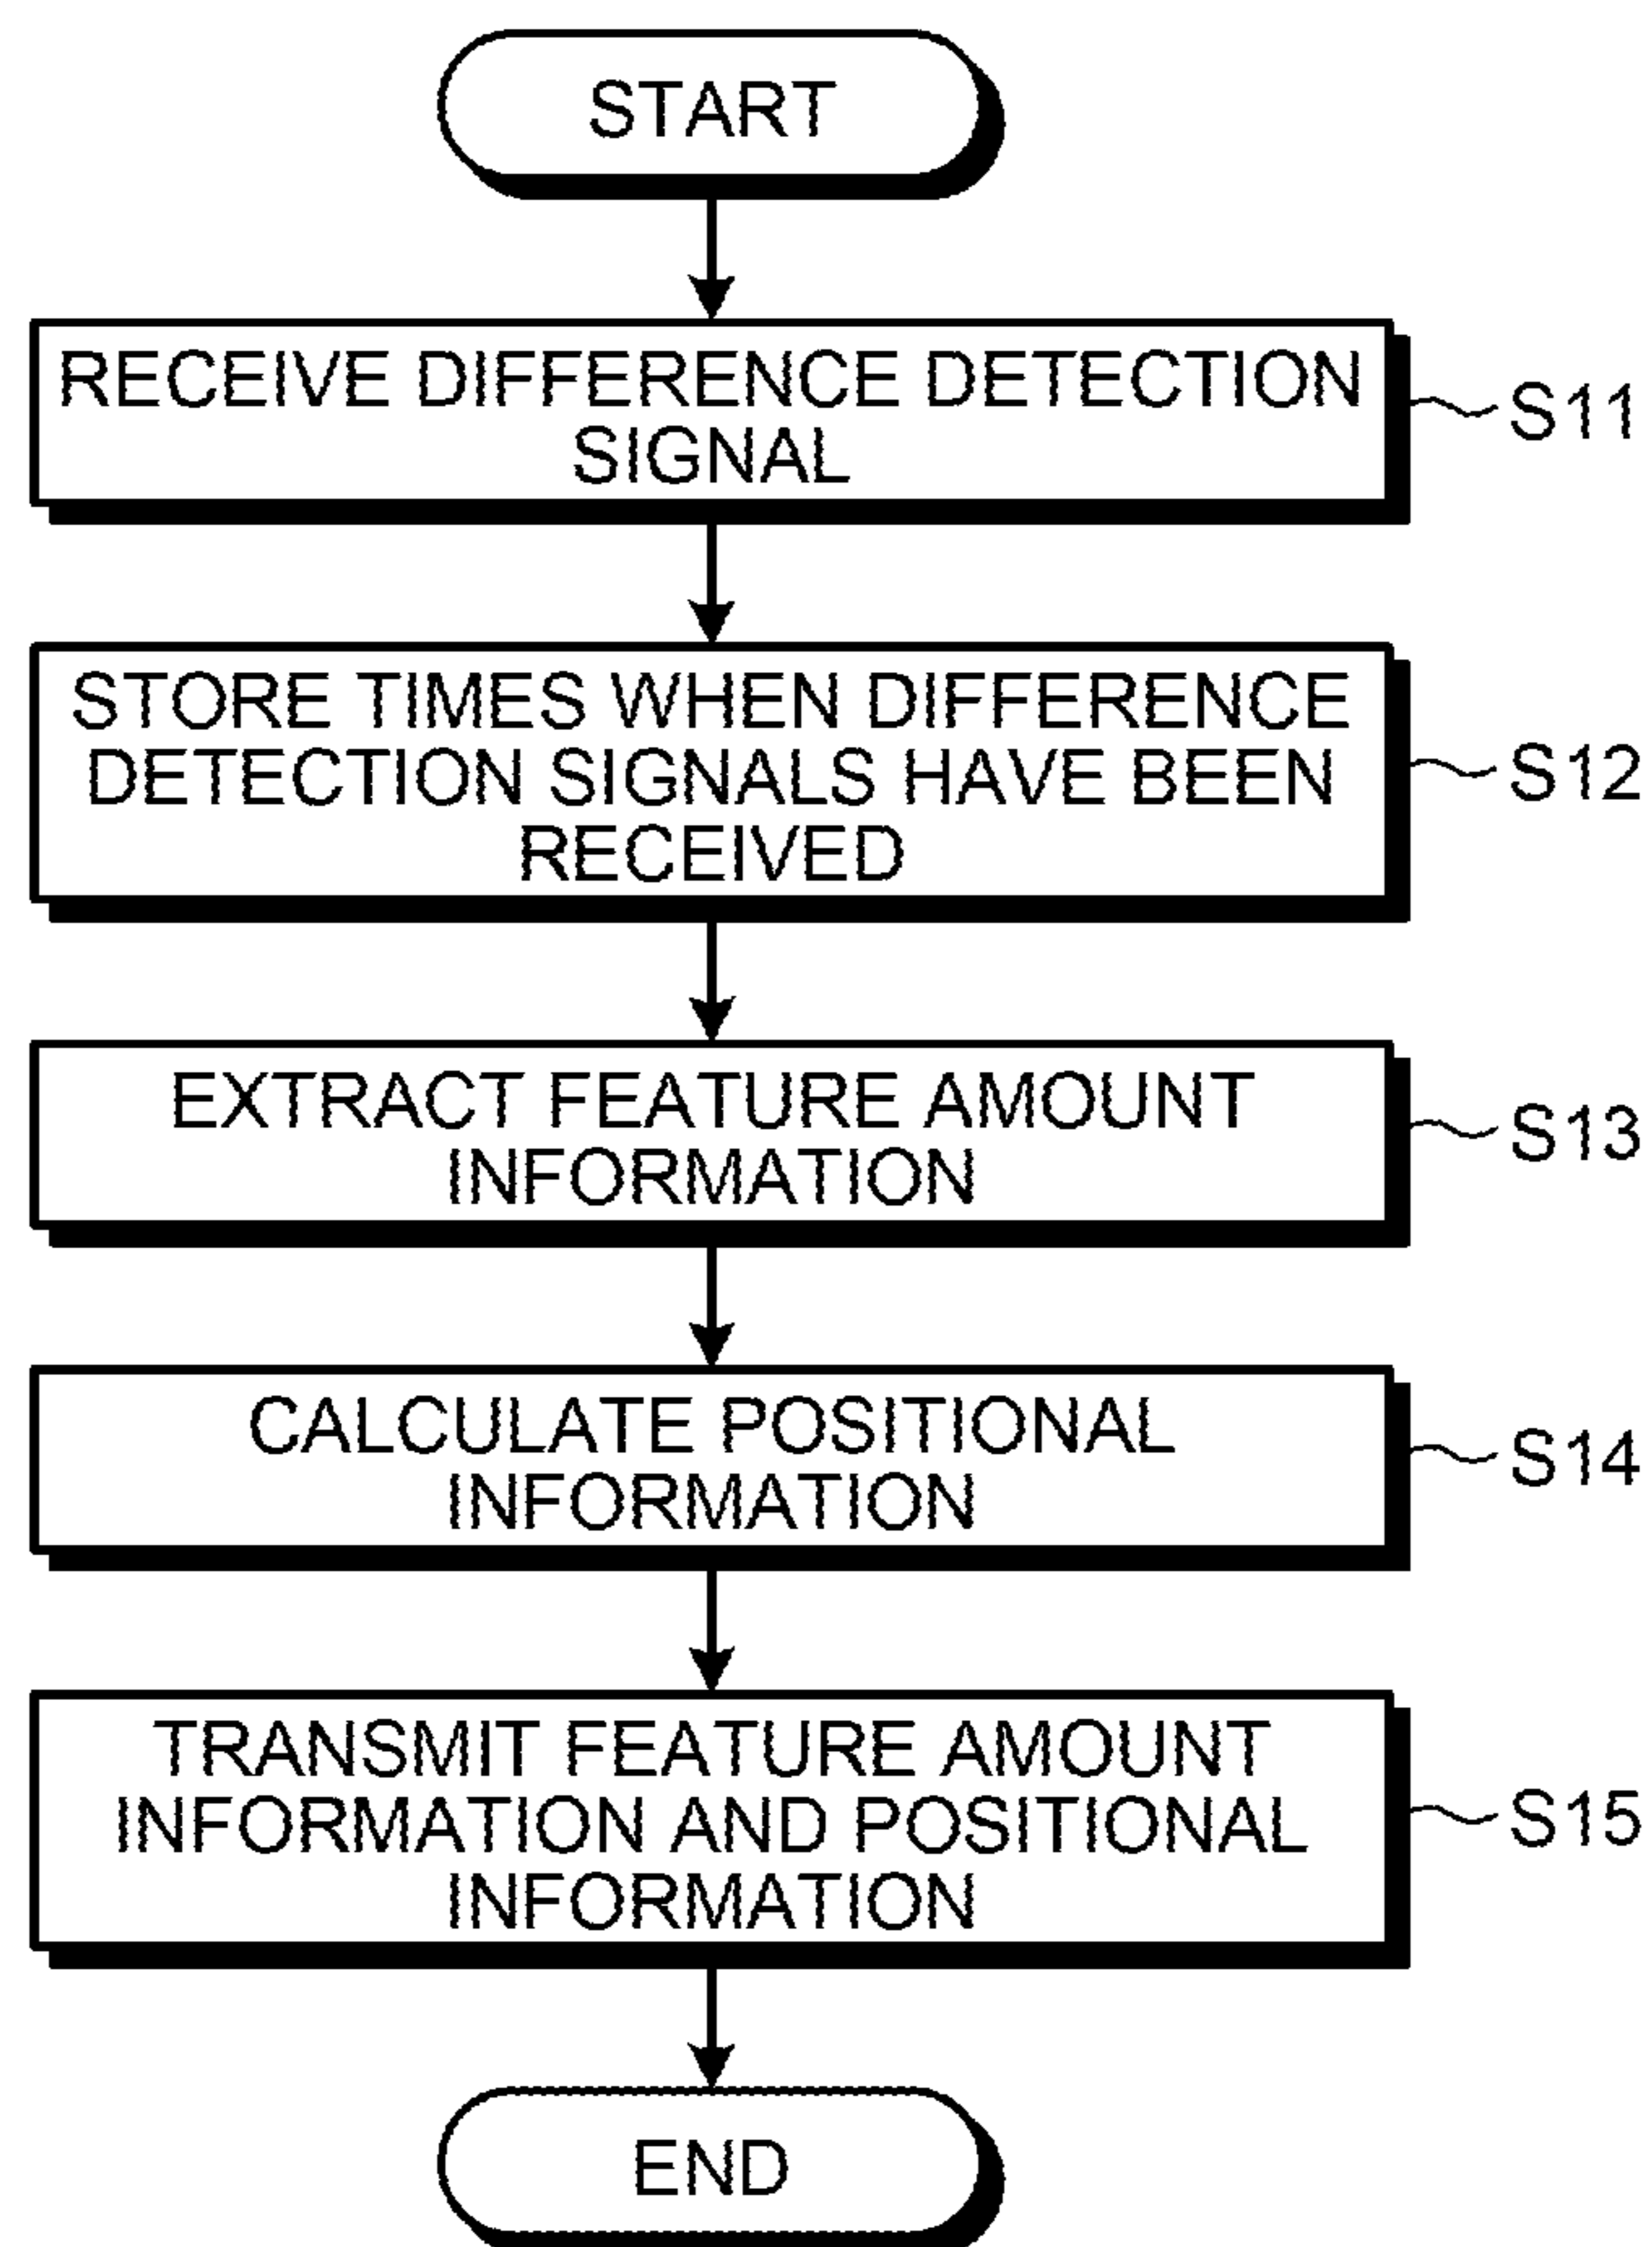 START
RECEIVE DIFFERENCE DETECTION
SIGNAL
S11
STORE TIMES WHEN DIFFERENCE
DETECTION SIGNALS HAVE BEEN
RECEIVED
S12
EXTRACT FEATURE AMOUNT
INFORMATION
S13
CALCULATE POSITIONAL
INFORMATION
S14
TRANSMIT FEATURE AMOUNT
INFORMATION AND POSITIONAL
INFORMATION
S15
END